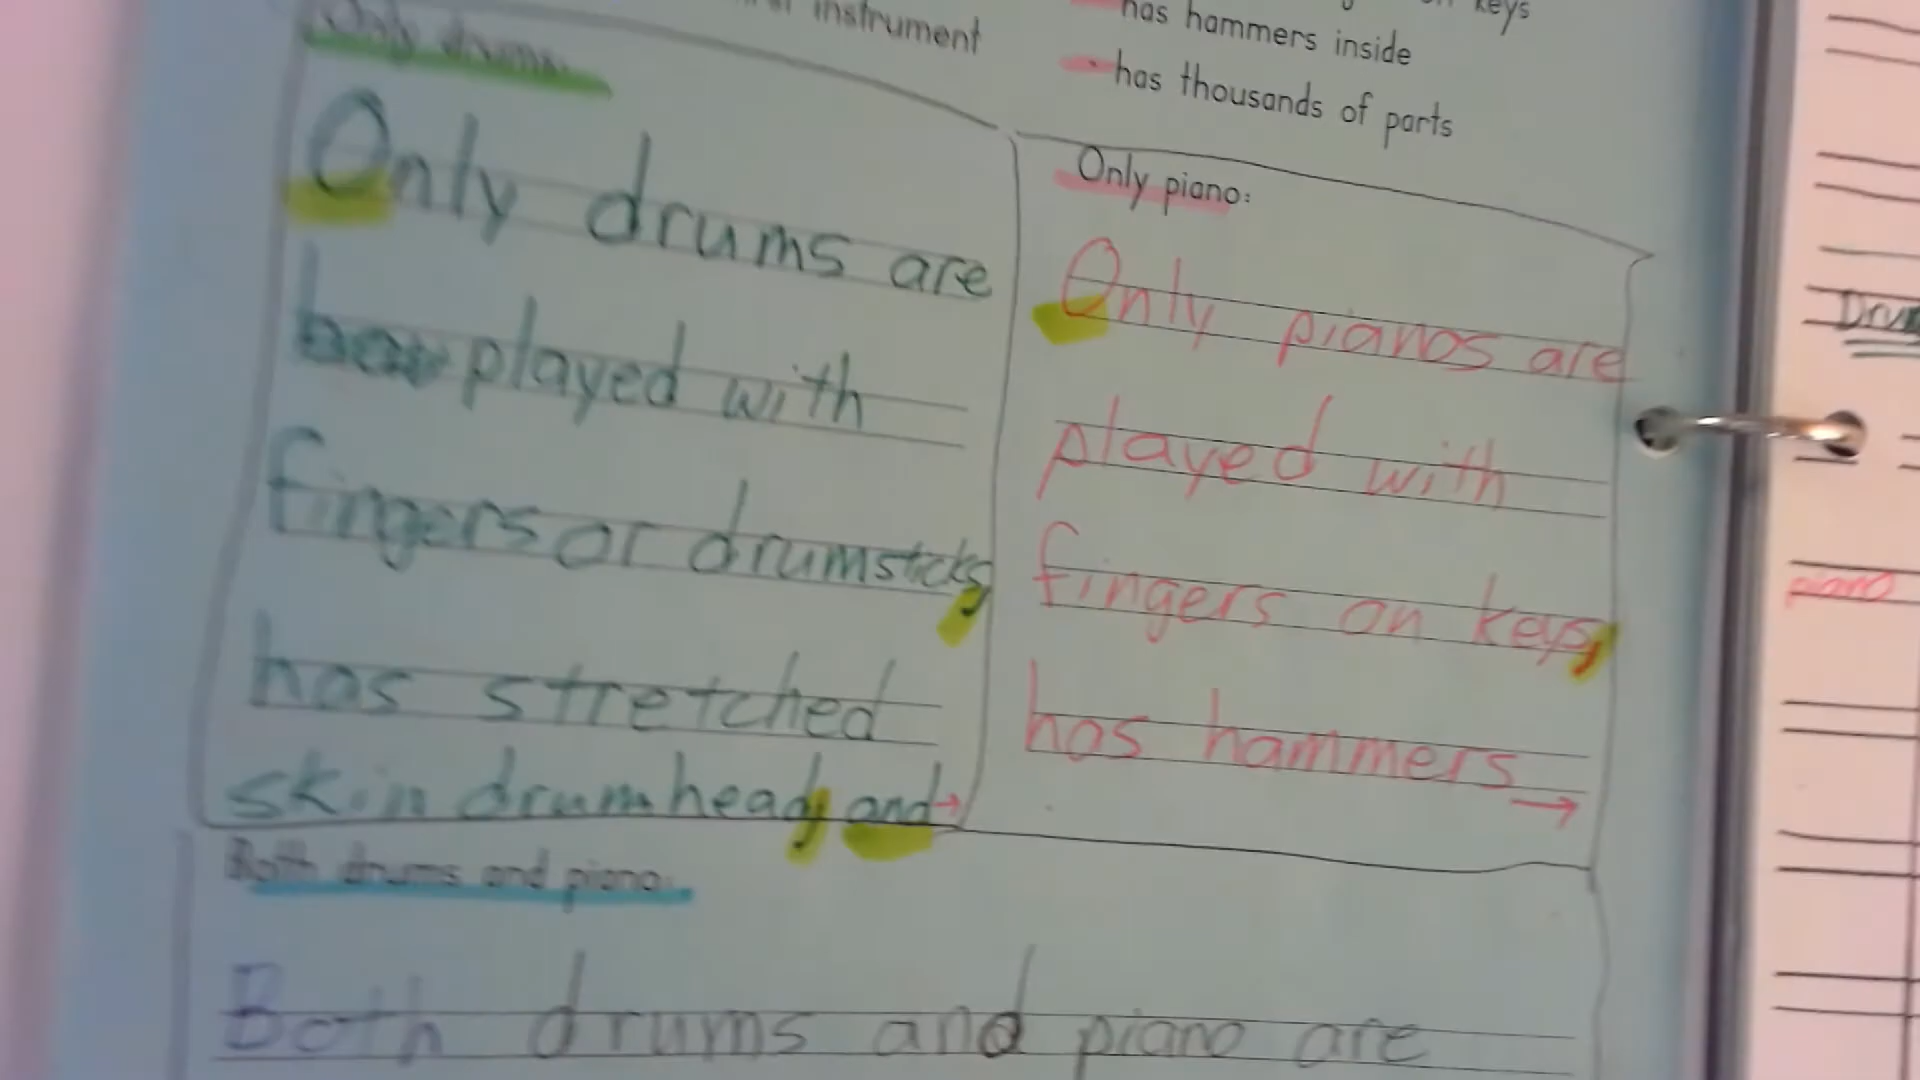 instrument
keys
has hammers inside
has thousands of parts
Only drums:
Only drums are
played with
fingers or drumsticks,
has stretched
skin drumhead, and→
Only piano:
Only pianos are
played with
fingers on keys,
has hammers →
Both drums and piano:
Both drums and piano are
piano